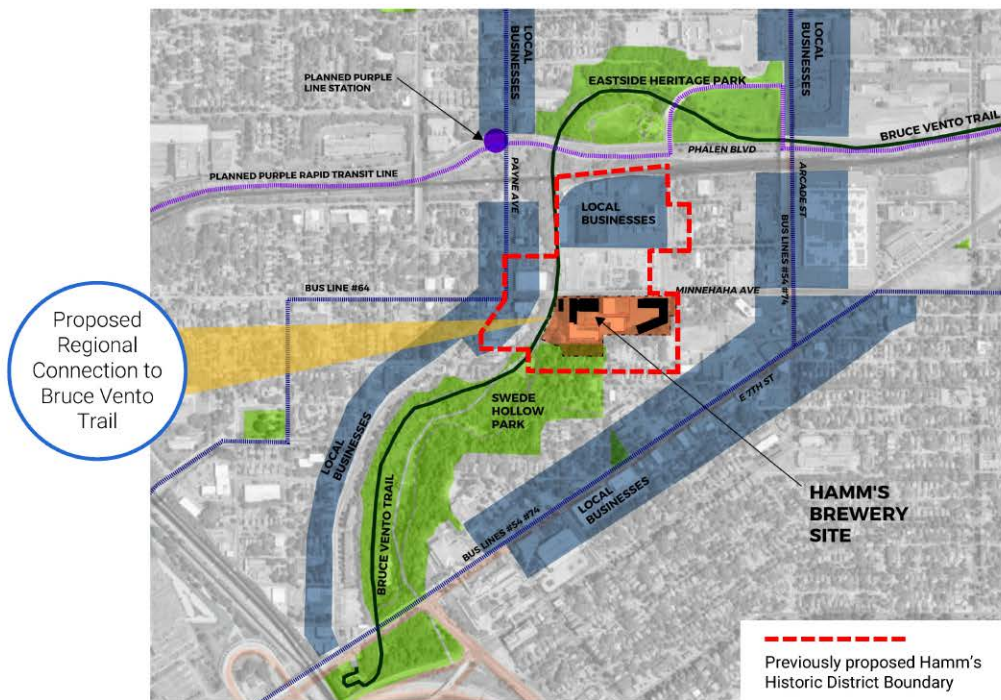 LOCAL
BUSINESSES
LOCAL
BUSINESSES
PLANNED PURPLE
LINE STATION
EASTSIDE HERITAGE PARK
BRUCE VENTO TRAIL
PHALEN BLVD
PLANNED PURPLE RAPID TRANSIT LINE
PAYNE AVE
ARCADE ST
LOCAL
BUSINESSES
BUS LINES #54 #74
BUS LINE #64
MINNEHAHA AVE
Proposed
Regional
Connection to
Bruce Vento
Trail
SWEDE
HOLLOW
PARK
E 7TH ST
LOCAL
BUSINESSES
BRUCE VENTO TRAIL
LOCAL
BUSINESSES
BUS LINES #54 #74
HAMM'S
BREWERY
SITE
Previously proposed Hamm's
Historic District Boundary